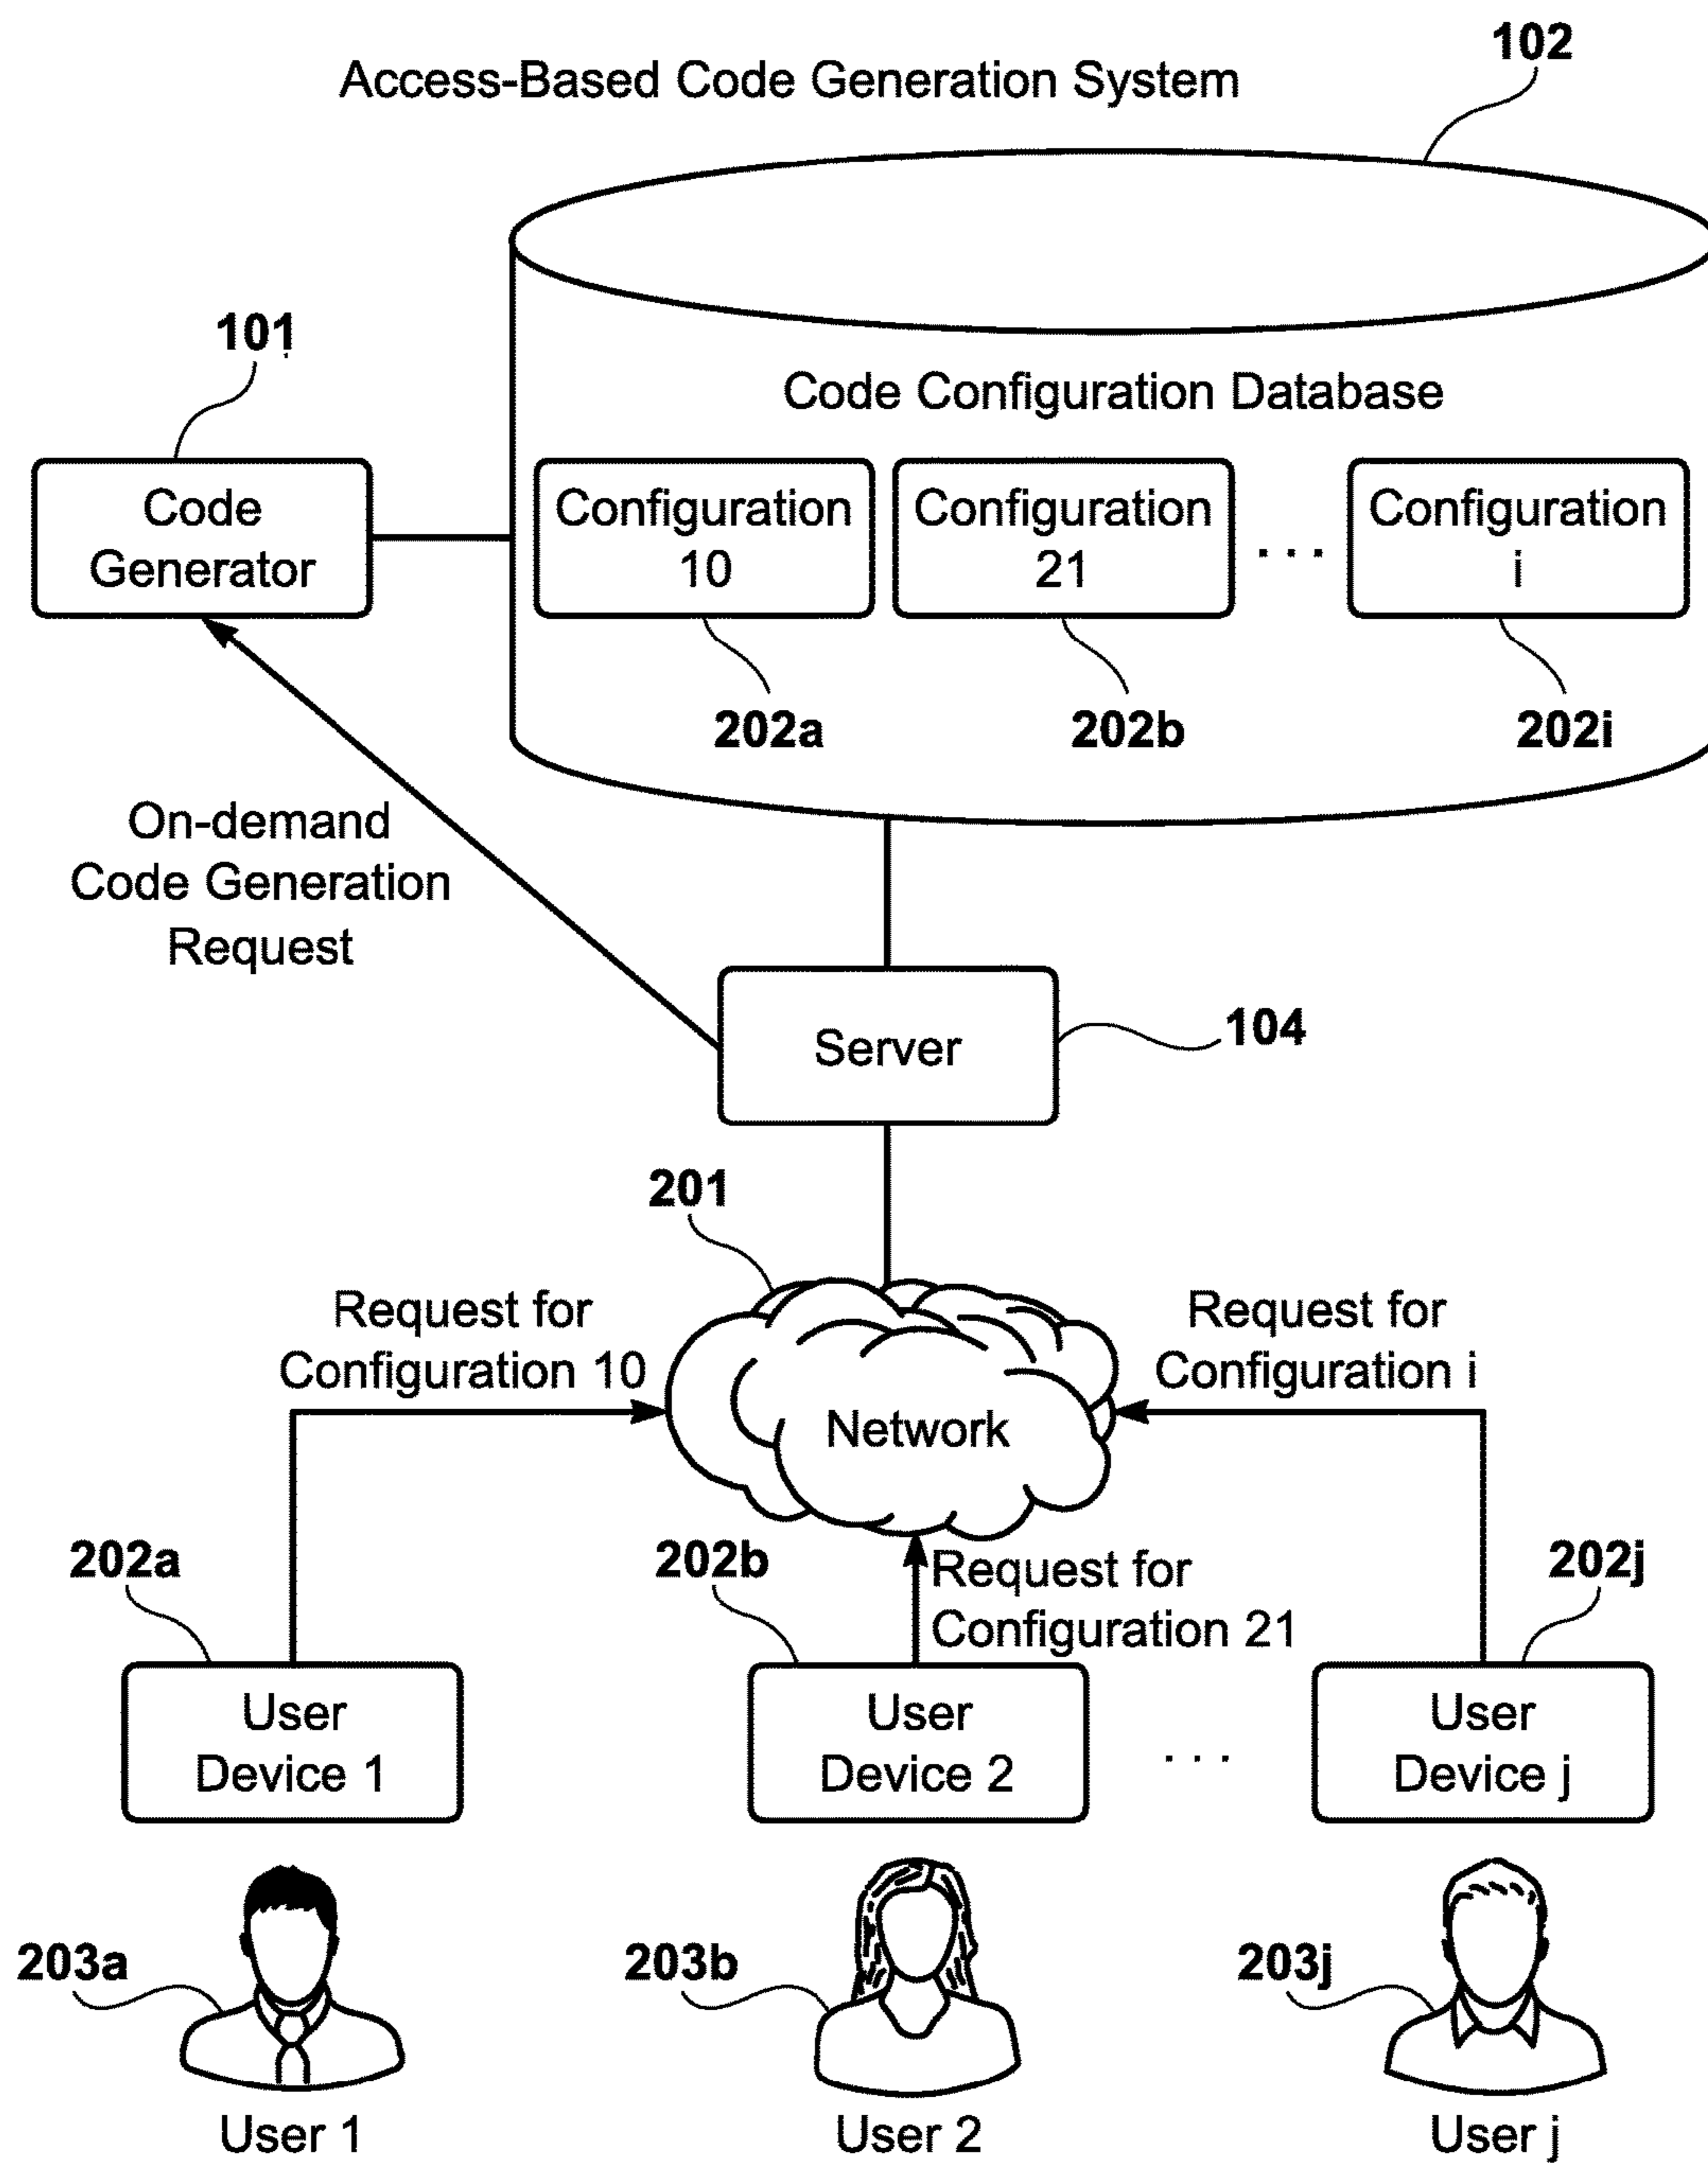 102
Access-Based Code Generation System
101
Code Configuration Database
Code
Generator
Configuration
10
Configuration
21
...
Configuration
i
202a
202b
202i
On-demand
Code Generation
Request
Server
104
201
Request for
Configuration 10
Request for
Configuration i
Network
202a
202b
Request for
Configuration 21
202j
User
Device 1
User
Device 2
...
User
Device j
203a
203b
203j
User 1
User 2
User j